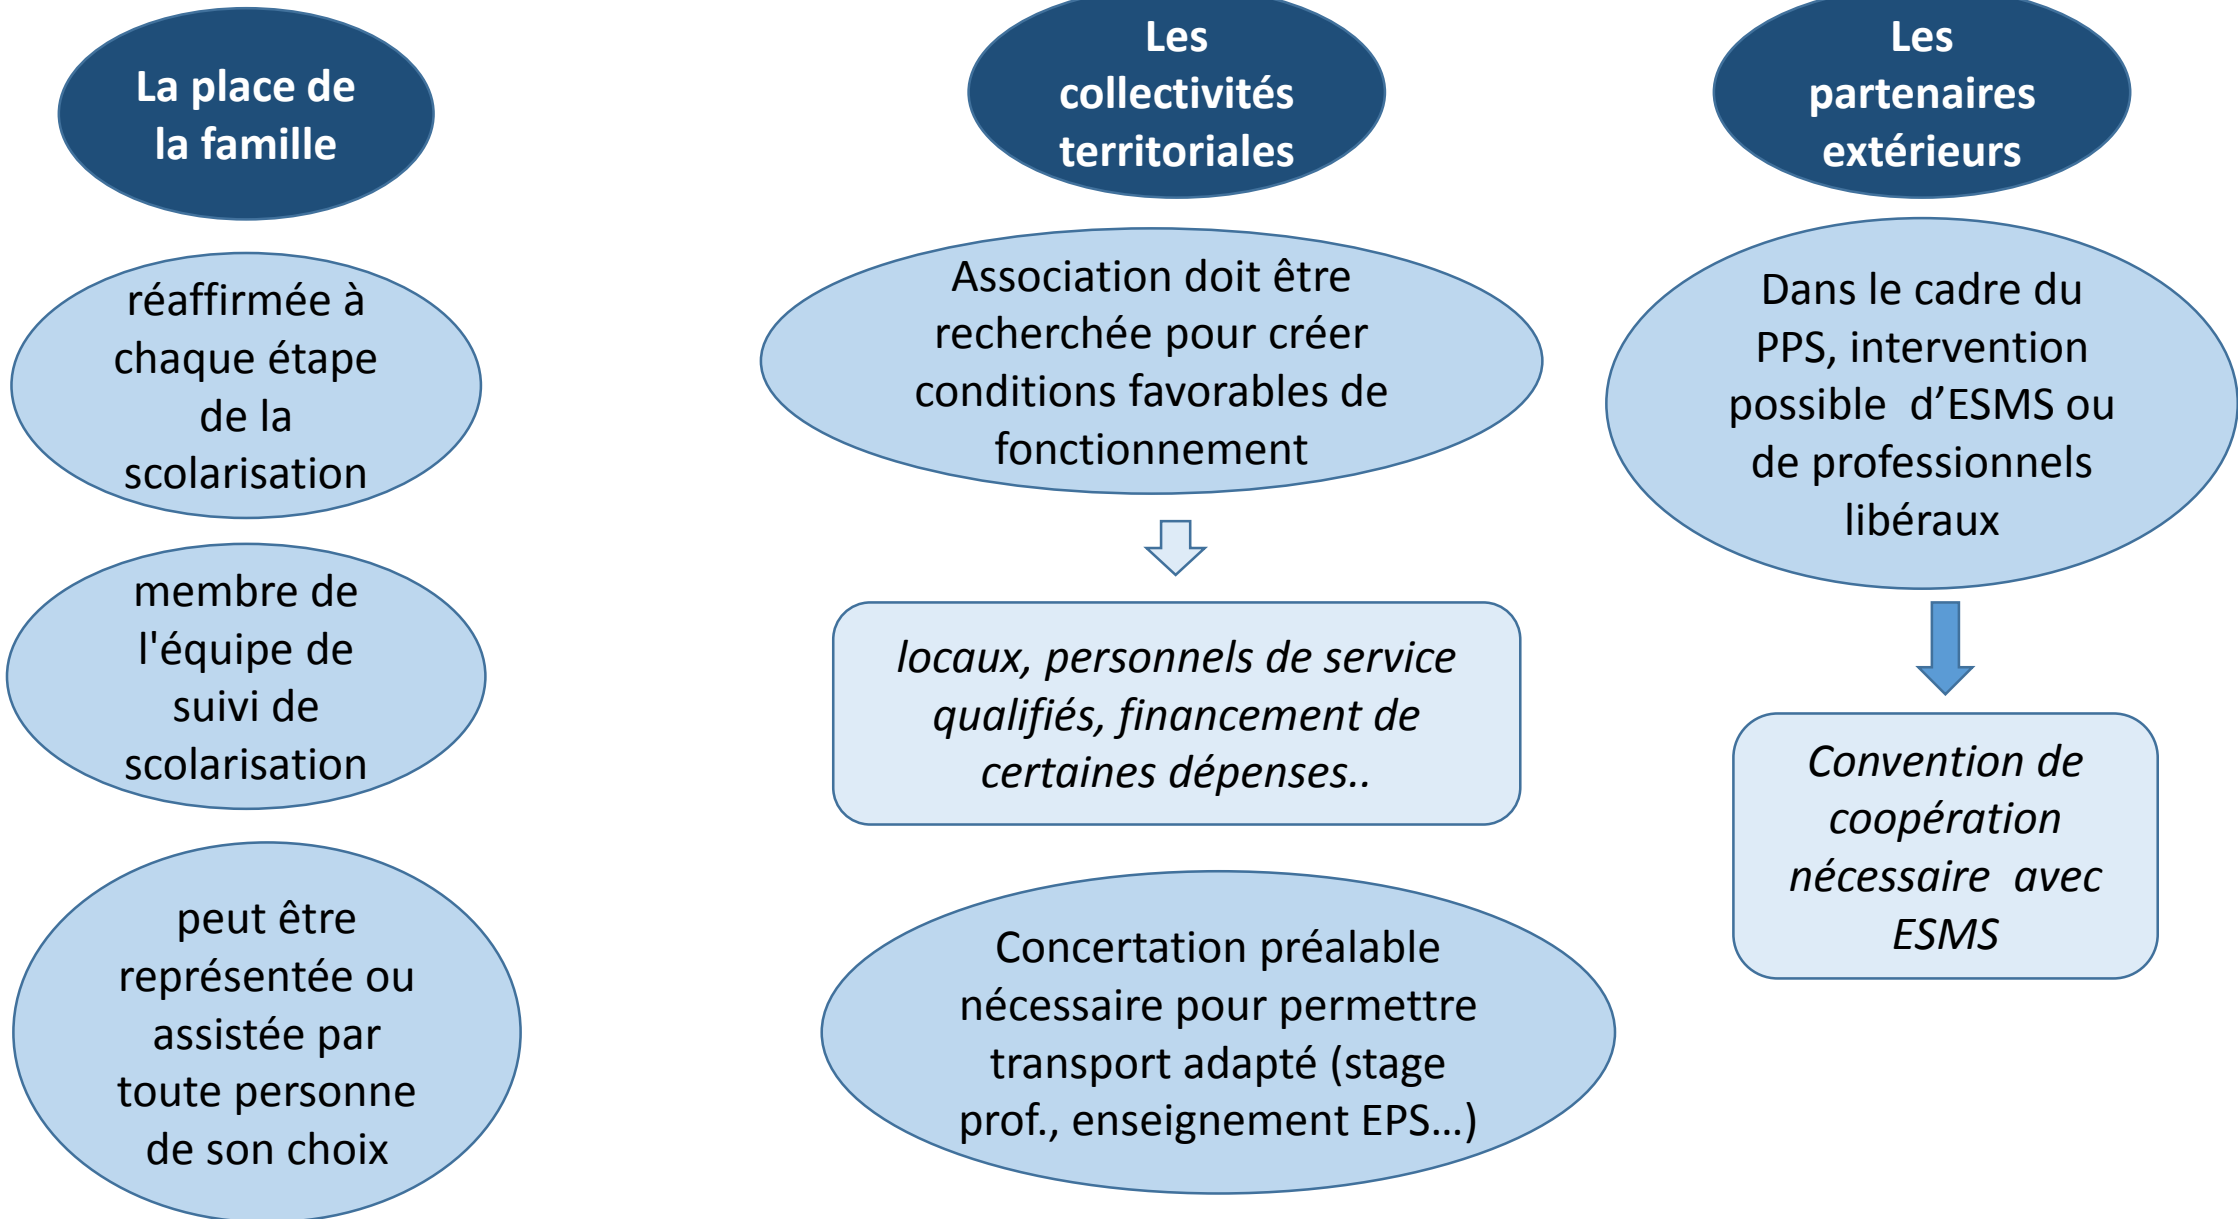 La place de
la famille
réaffirmée à
chaque étape
de la
scolarisation
membre de
l'équipe de
suivi de
scolarisation
peut être
représentée ou
assistée par
toute personne
de son choix
Les
collectivités
territoriales
Association doit être
recherchée pour créer
conditions favorables de
fonctionnement
locaux, personnels de service
qualifiés, financement de
certaines dépenses..
Concertation préalable
nécessaire pour permettre
transport adapté (stage
prof., enseignement EPS…)
Les
partenaires
extérieurs
Dans le cadre du
PPS, intervention
possible  d’ESMS ou
de professionnels
libéraux
Convention de
coopération
nécessaire  avec
ESMS